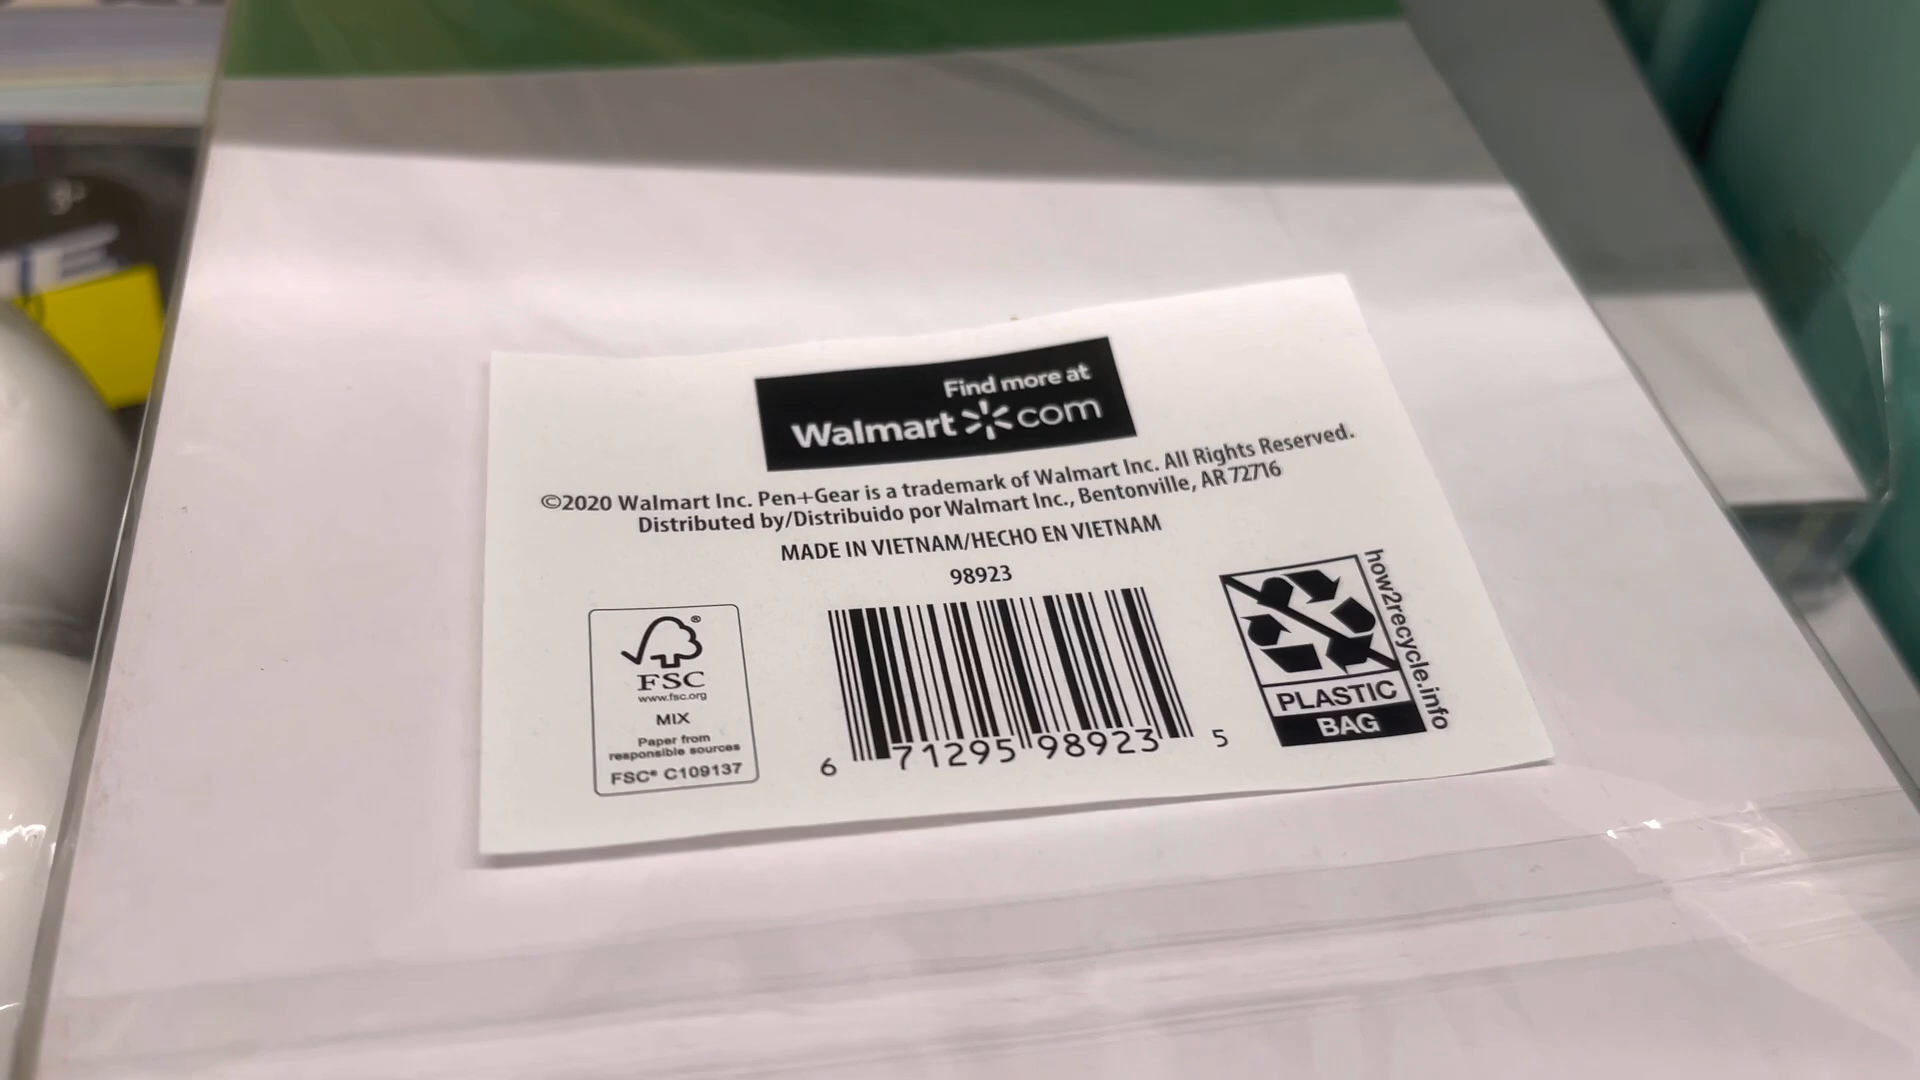 Find more at
Walmart com
©2020 Walmart Inc. Pen+Gear is a trademark of Walmart Inc. All Rights Reserved.
Distributed by/Distribuido por Walmart Inc., Bentonville, AR 72716
MADE IN VIETNAM/HECHO EN VIETNAM
98923
FSC®
www.fsc.org
MIX
Paper from
responsible sources
FSC® C109137
6 71295 98923 5
PLASTIC
BAG
how2recycle.info